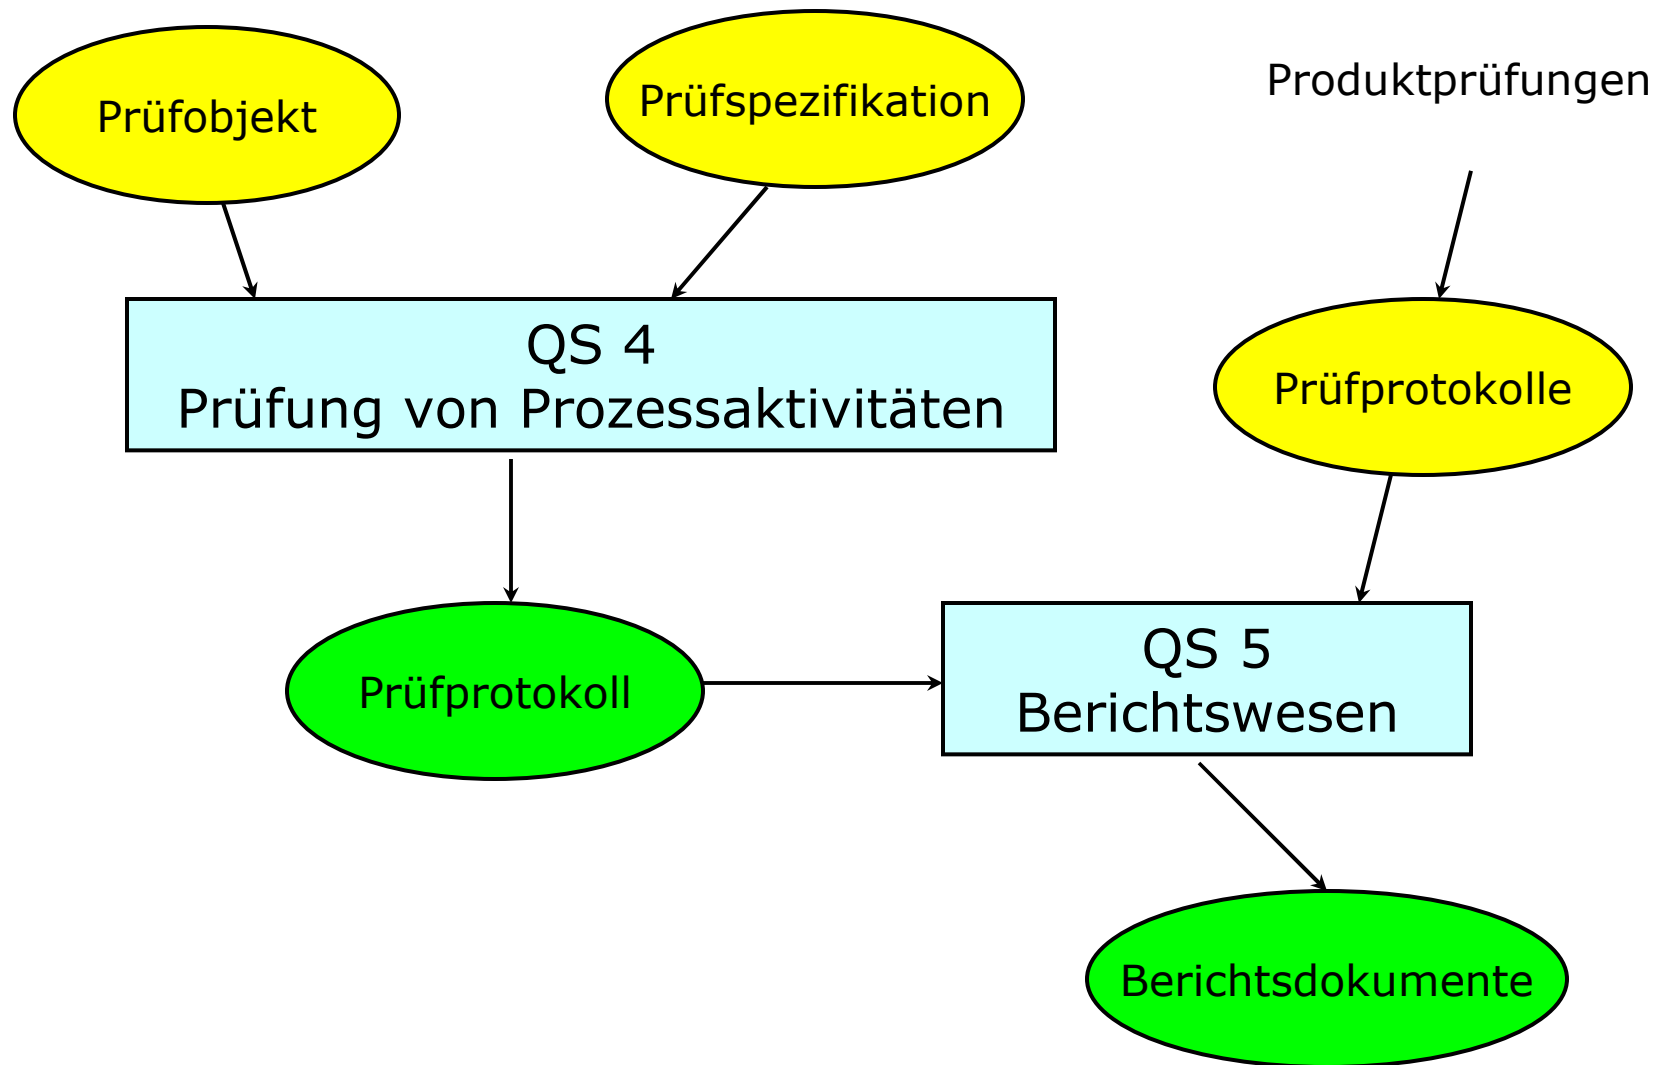 Prüfobjekt
Prüfspezifikation
Produktprüfungen
QS 4
Prüfung von Prozessaktivitäten
Prüfprotokolle
Prüfprotokoll
QS 5
Berichtswesen
Berichtsdokumente